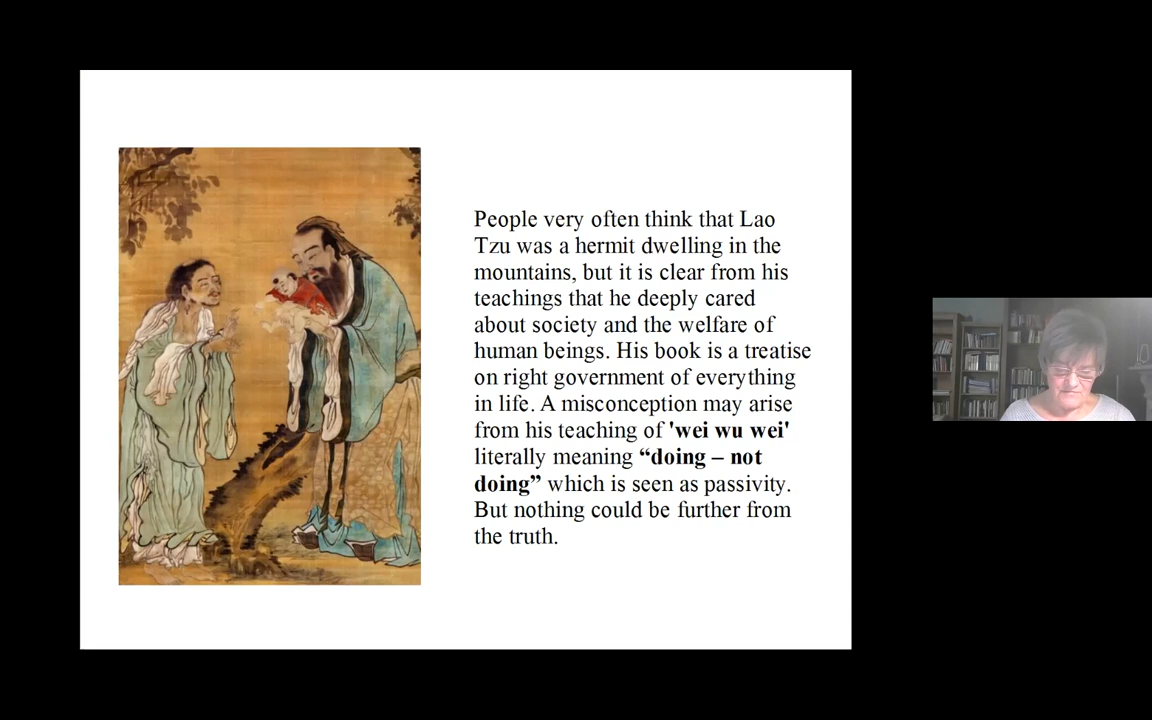 People very often think that Lao
Tzu was a hermit dwelling in the
mountains, but it is clear from his
teachings that he deeply cared
about society and the welfare of
human beings. His book is a treatise
on right government of everything
in life. A misconception may arise
from his teaching of 'wei wu wei'
literally meaning “doing – not
doing” which is seen as passivity.
But nothing could be further from
the truth.